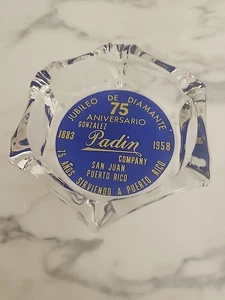 JUBILEO DE DIAMANTE
75
ANIVERSARIO
GONZALEZ
1883 Padin 1958
COMPANY
SAN JUAN
PUERTO RICO
75 AÑOS SIRVIENDO A PUERTO RICO